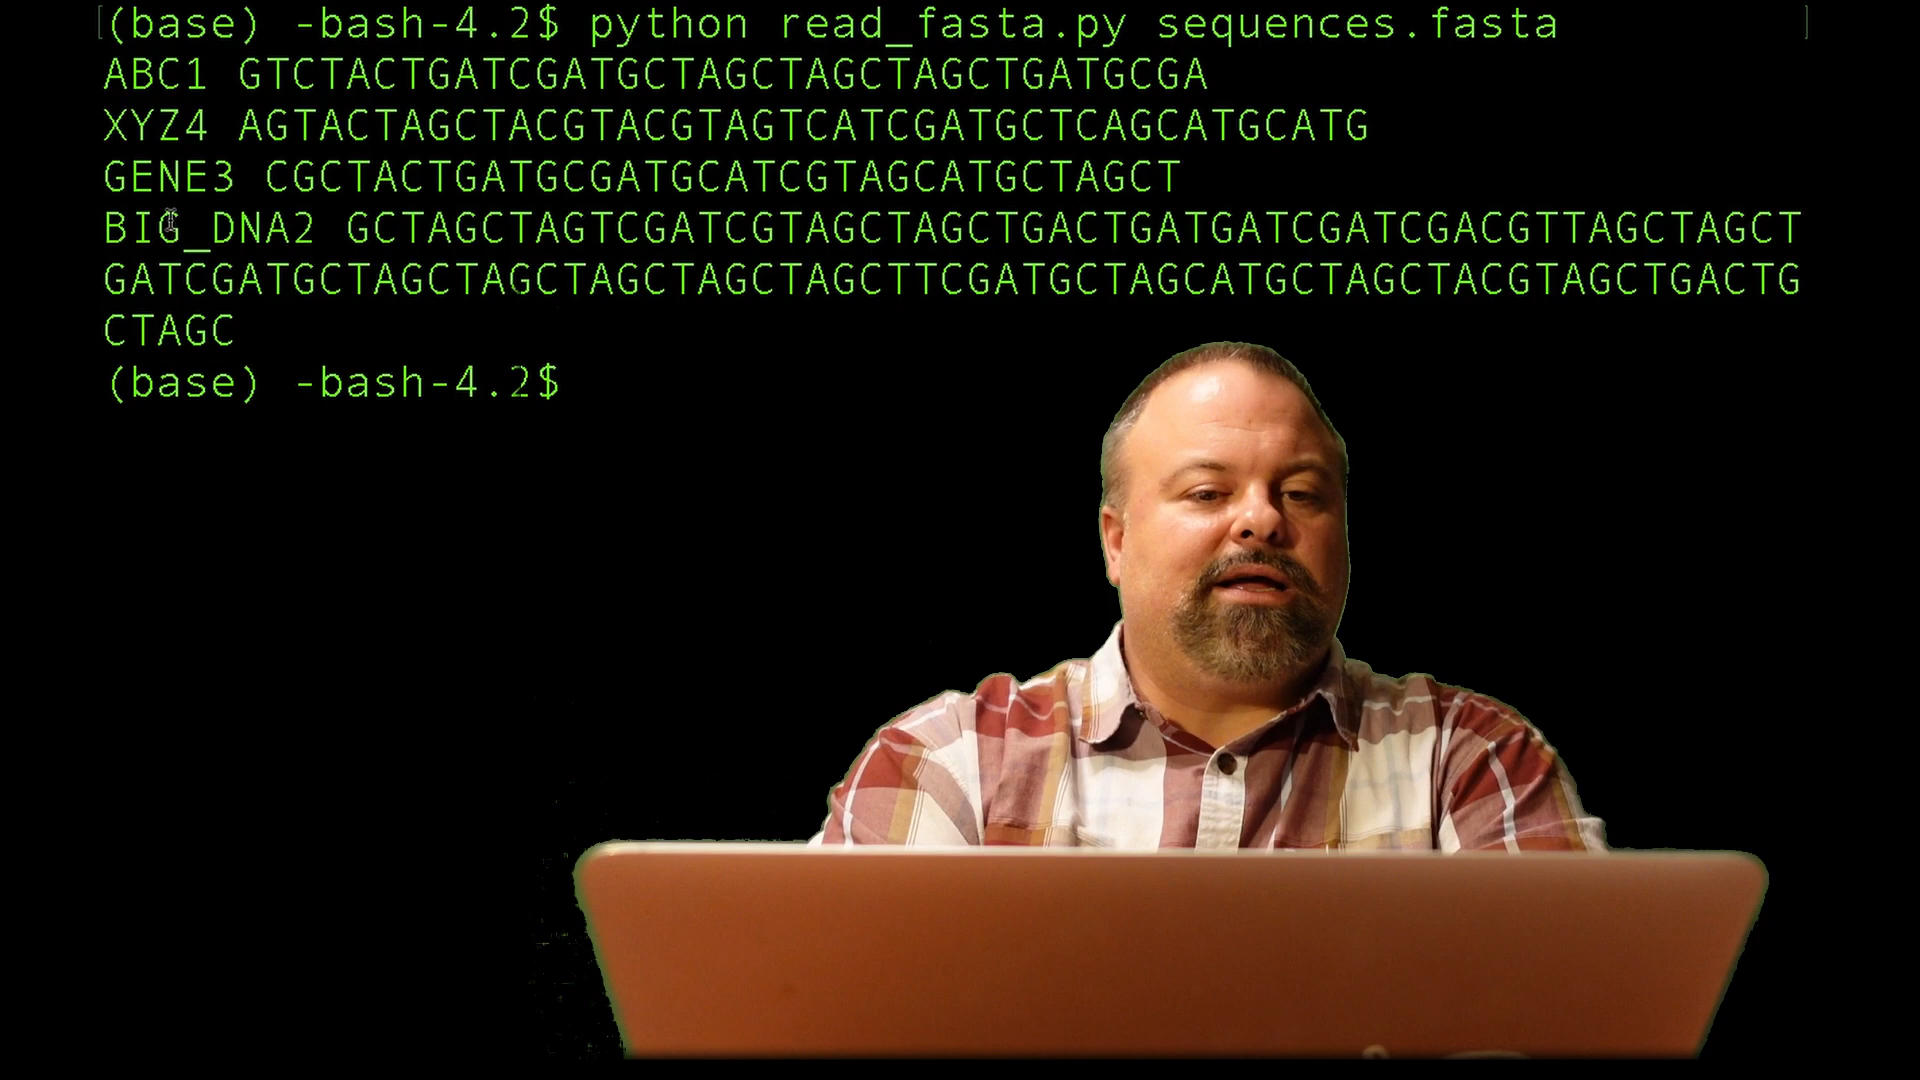 (base) -bash-4.2$ python read_fasta.py sequences.fasta
ABC1 GTCTACTGATCGATGCTAGCTAGCTAGCTGATGCGA
XYZ4 AGTACTAGCTACGTACGTAGTCATCGATGCTCAGCATGCATG
GENE3 CGCTACTGATGCGATGCATCGTAGCATGCTAGCT
BIG_DNA2 GCTAGCTAGTCGATCGTAGCTAGCTGACTGATGATCGATCGACGTTAGCTAGCT
GATCGATGCTAGCTAGCTAGCTAGCTAGCTTCGATGCTAGCATGCTAGCTACGTAGCTGACTG
CTAGC
(base) -bash-4.2$